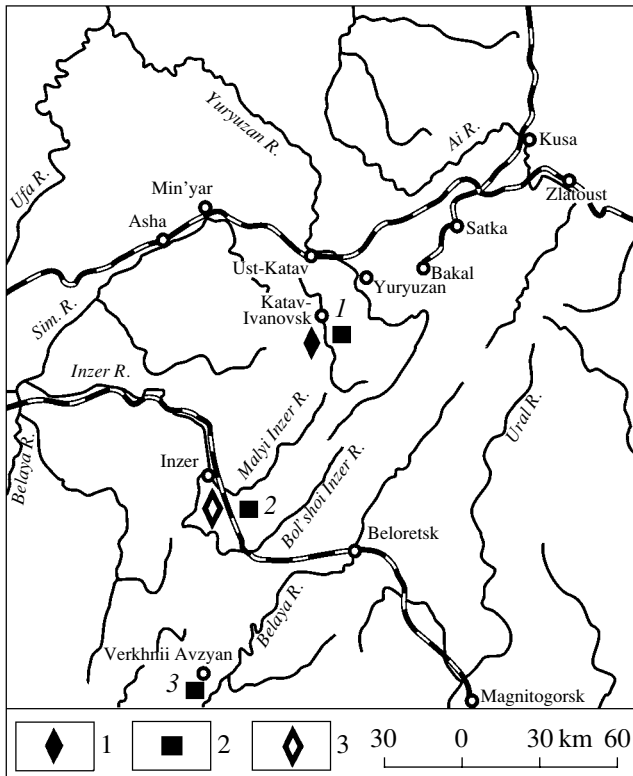 Yuryuzan R.
Ai R.
Kusa
Ufa R.
Min'yar
Zlatoust
Asha
Satka
Ust-Katav
Bakal
Yuryuzan
Katav-
Ivanovsk
1
Sim. R.
Inzer R.
Malyi Inzer R.
Ural R.
Belaya R.
Inzer
2
Bol'shoi Inzer R.
Beloretsk
Belaya R.
Verkhnii Avzyan
3
Magnitogorsk
1 2 3
30 0 30 km 60